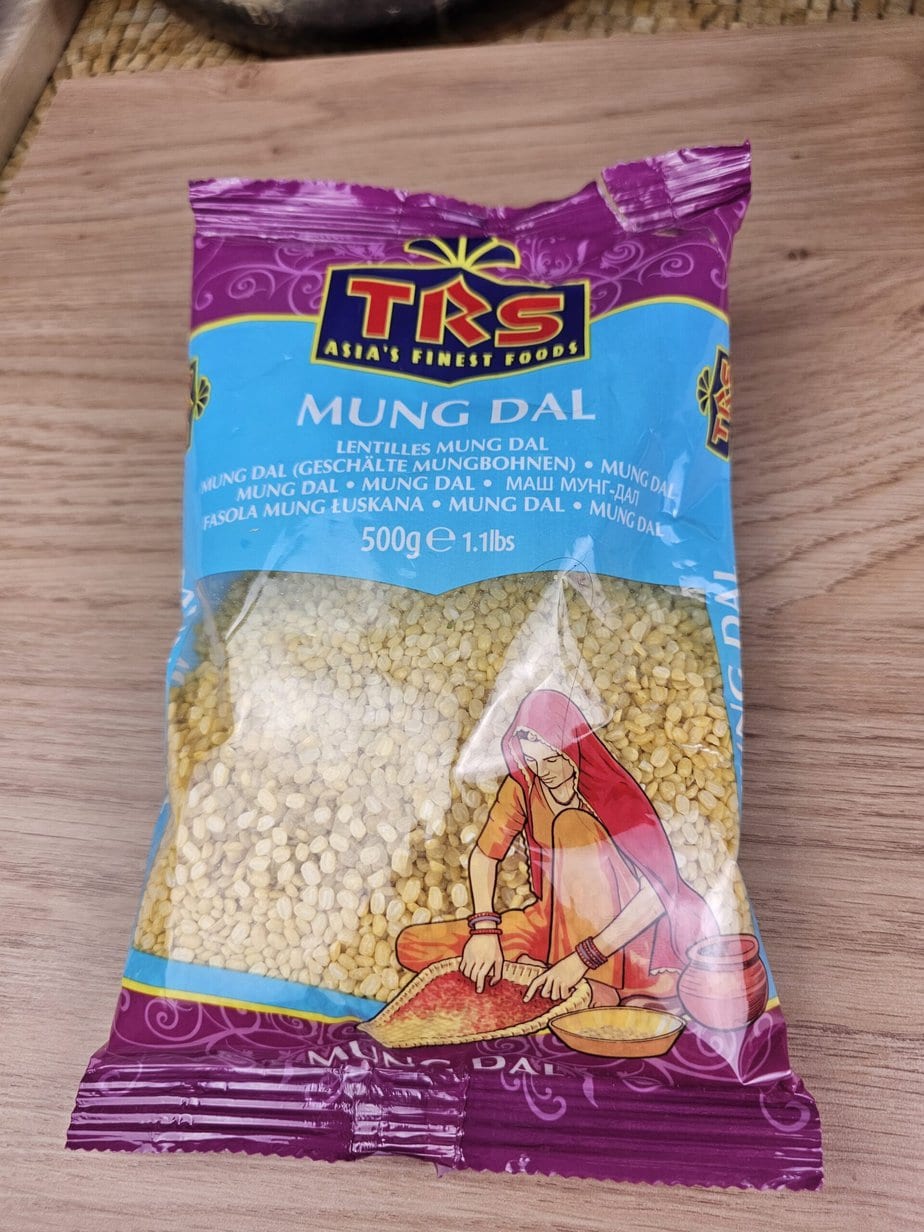 TRS
ASIA'S FINEST FOODS
MUNG DAL
LENTILLES MUNG DAL
MUNG DAL (GESCHÄLTE MUNGBOHNEN) • MUNG DAL
MUNG DAL • MUNG DAL • МАШ МУНГ-ДАЛ
FASOLA MUNG ŁUSKANA • MUNG DAL • MUNG DAL
500g ℮ 1.1lbs
TRS
MUNG DAL